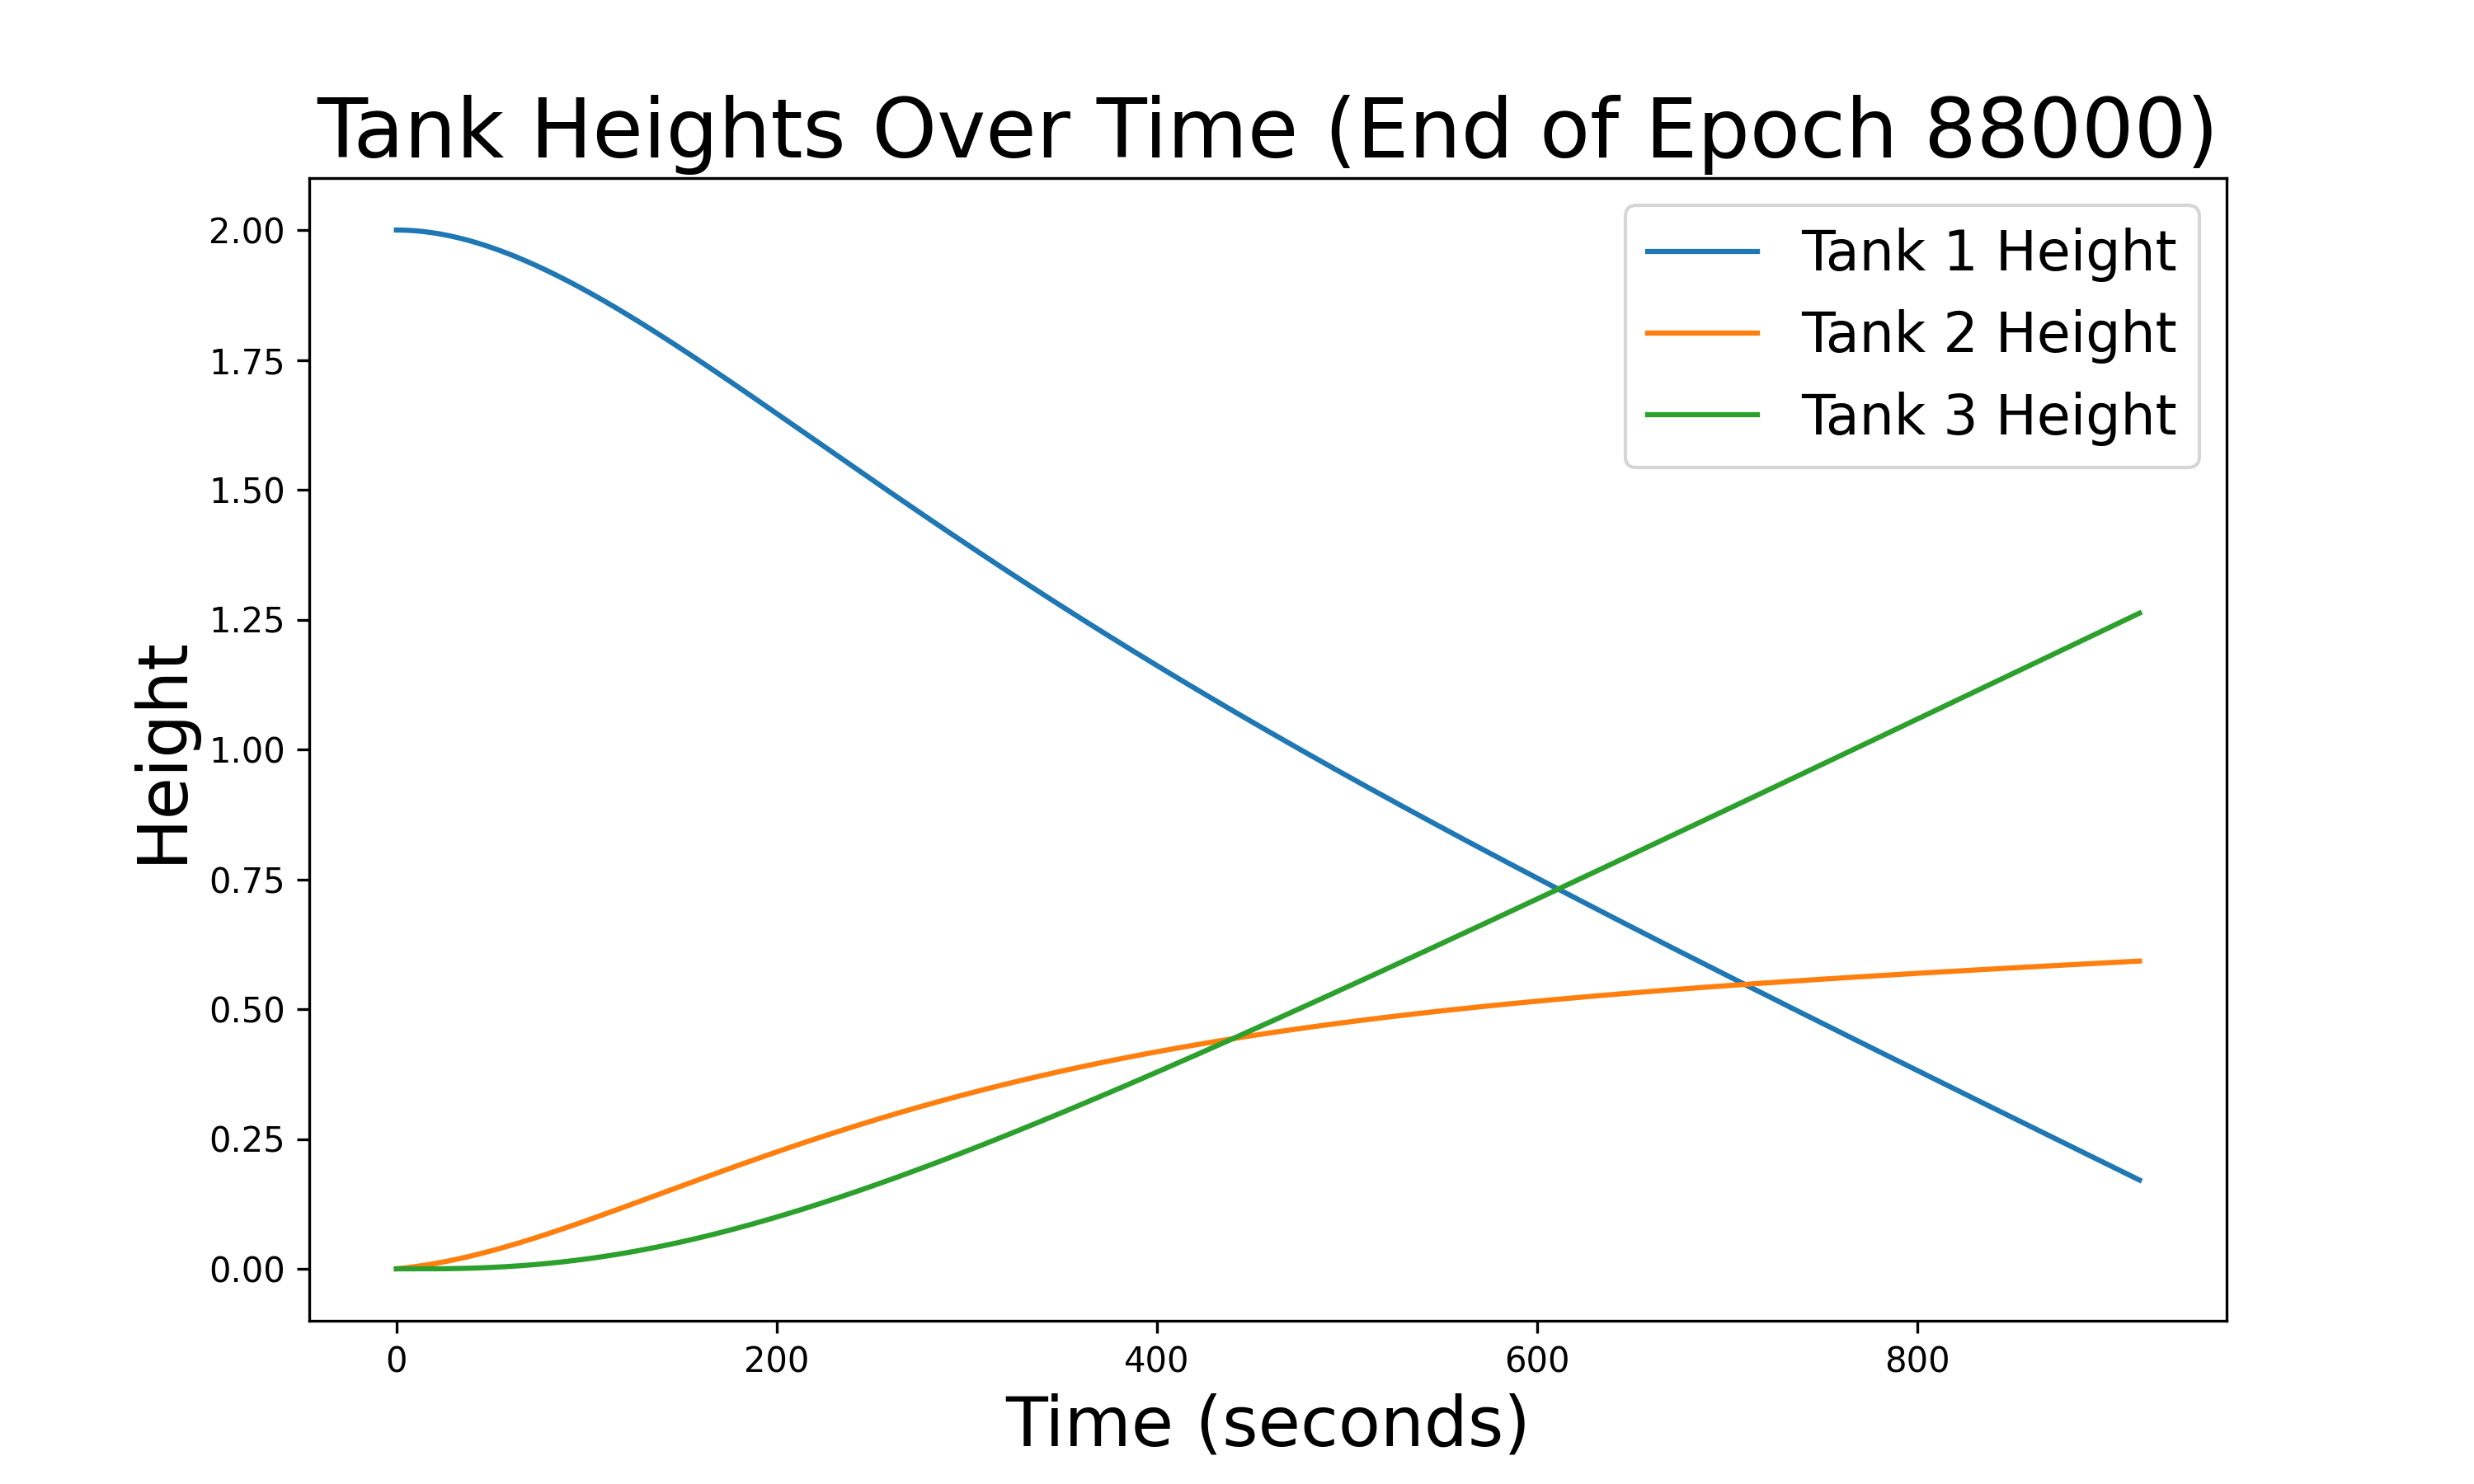 Tank Heights Over Time (End of Epoch 88000)
Tank 1 Height
Tank 2 Height
Tank 3 Height
Height
2.00
1.75
1.50
1.25
1.00
0.75
0.50
0.25
0.00
0 200 400 600 800
Time (seconds)